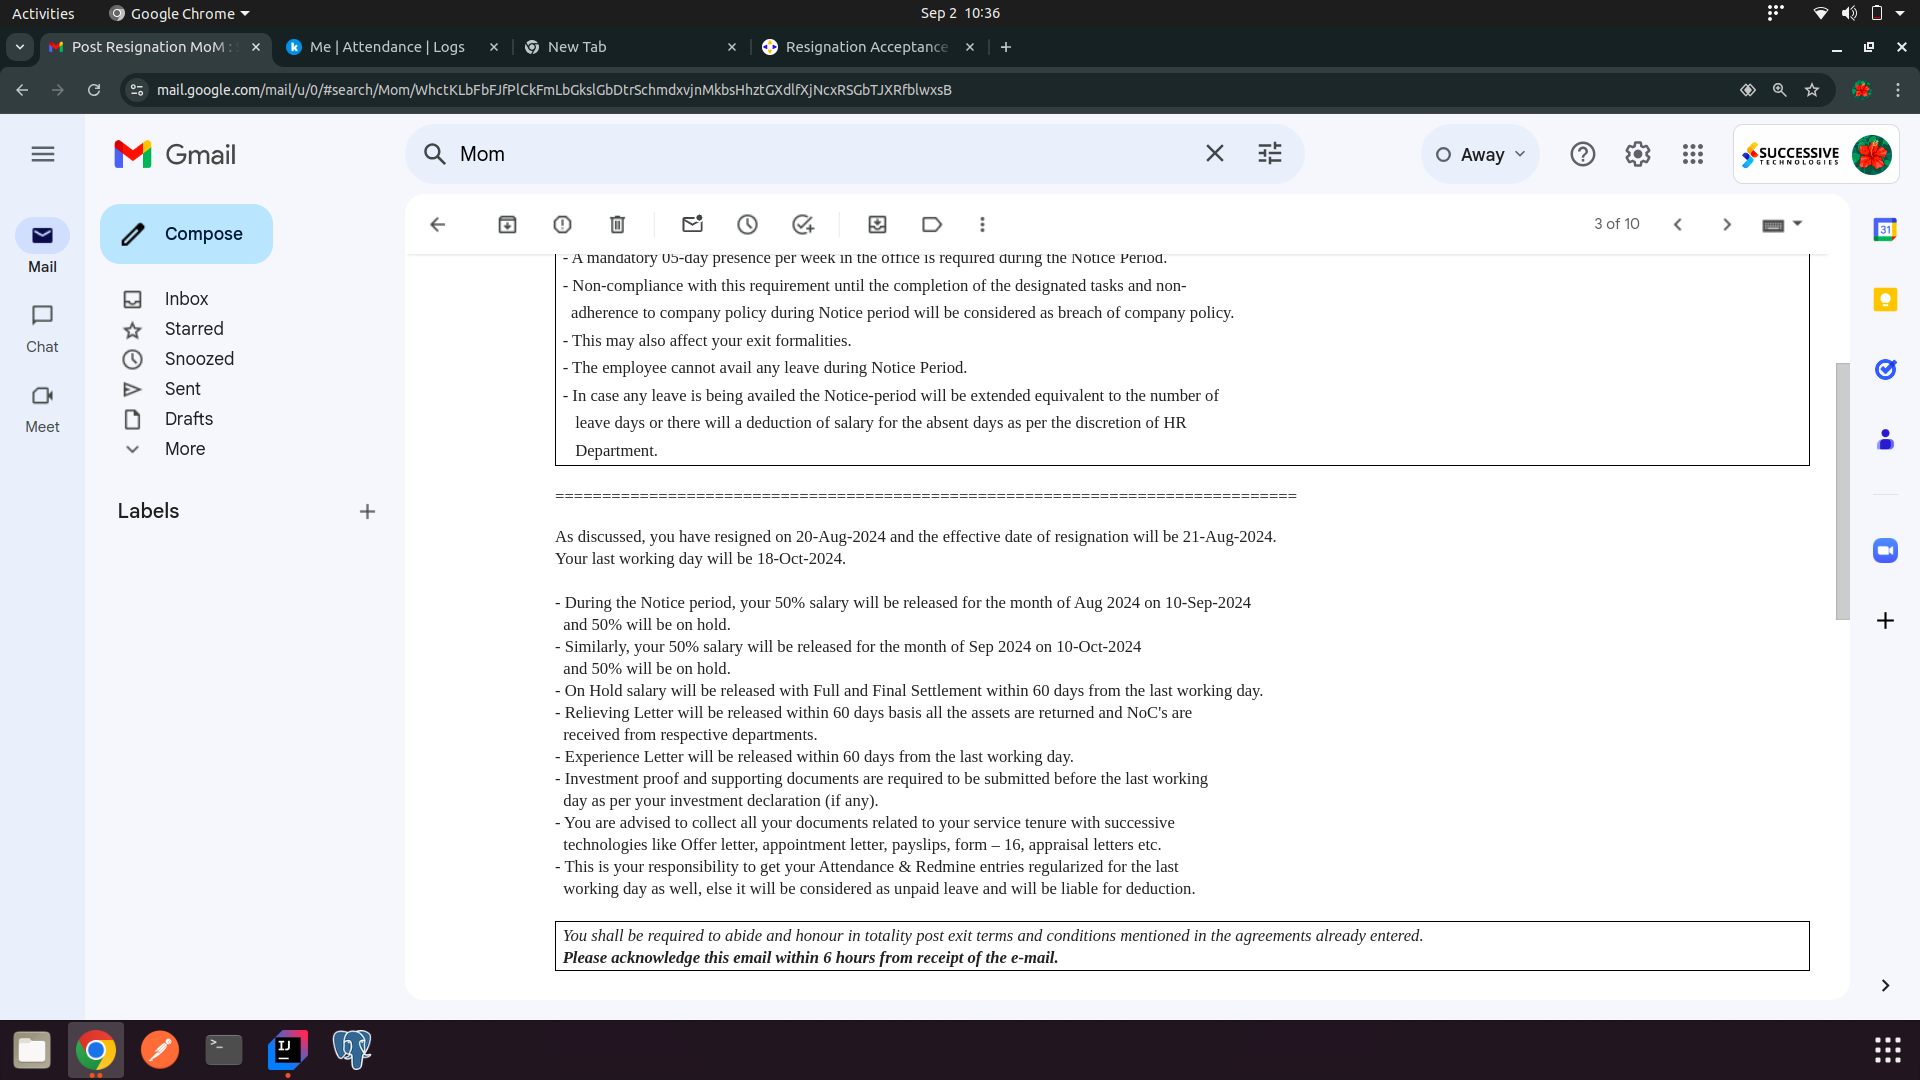 Activities
Google Chrome
Sep 2 10:36
Post Resignation MoM :
Me | Attendance | Logs
New Tab
Resignation Acceptance
mail.google.com/mail/u/0/#search/Mom/WhctKLbFbFJfPlCkFmLbGkslGbDtrSchmdxvjnMkbsHhztGXdlfXjNcxRSGbTJXRfblwxsB
Gmail
Mom
Away
SUCCESSIVE
TECHNOLOGIES
Compose
3 of 10
Mail
Chat
Meet
Inbox
Starred
Snoozed
Sent
Drafts
More
Labels
- A mandatory 05-day presence per week in the office is required during the Notice Period.
- Non-compliance with this requirement until the completion of the designated tasks and non-
adherence to company policy during Notice period will be considered as breach of company policy.
- This may also affect your exit formalities.
- The employee cannot avail any leave during Notice Period.
- In case any leave is being availed the Notice-period will be extended equivalent to the number of
leave days or there will a deduction of salary for the absent days as per the discretion of HR
Department.
===============================================================================
As discussed, you have resigned on 20-Aug-2024 and the effective date of resignation will be 21-Aug-2024.
Your last working day will be 18-Oct-2024.
- During the Notice period, your 50% salary will be released for the month of Aug 2024 on 10-Sep-2024
and 50% will be on hold.
- Similarly, your 50% salary will be released for the month of Sep 2024 on 10-Oct-2024
and 50% will be on hold.
- On Hold salary will be released with Full and Final Settlement within 60 days from the last working day.
- Relieving Letter will be released within 60 days basis all the assets are returned and NoC's are
received from respective departments.
- Experience Letter will be released within 60 days from the last working day.
- Investment proof and supporting documents are required to be submitted before the last working
day as per your investment declaration (if any).
- You are advised to collect all your documents related to your service tenure with successive
technologies like Offer letter, appointment letter, payslips, form – 16, appraisal letters etc.
- This is your responsibility to get your Attendance & Redmine entries regularized for the last
working day as well, else it will be considered as unpaid leave and will be liable for deduction.
You shall be required to abide and honour in totality post exit terms and conditions mentioned in the agreements already entered.
Please acknowledge this email within 6 hours from receipt of the e-mail.
31
IJ